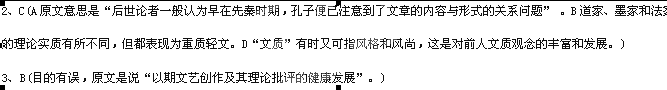 2、C(A原文意思是“后世论者一般认为早在先秦时期,孔子便已注意到了文章的内容与形式的关系问题”。B道家、墨家和法家
的理论实质有所不同,但都表现为重质轻文。D“文质”有时又可指风格和风尚,这是对前人文质观念的丰富和发展。)
3、B(目的有误,原文是说“以期文艺创作及其理论批评的健康发展”。)